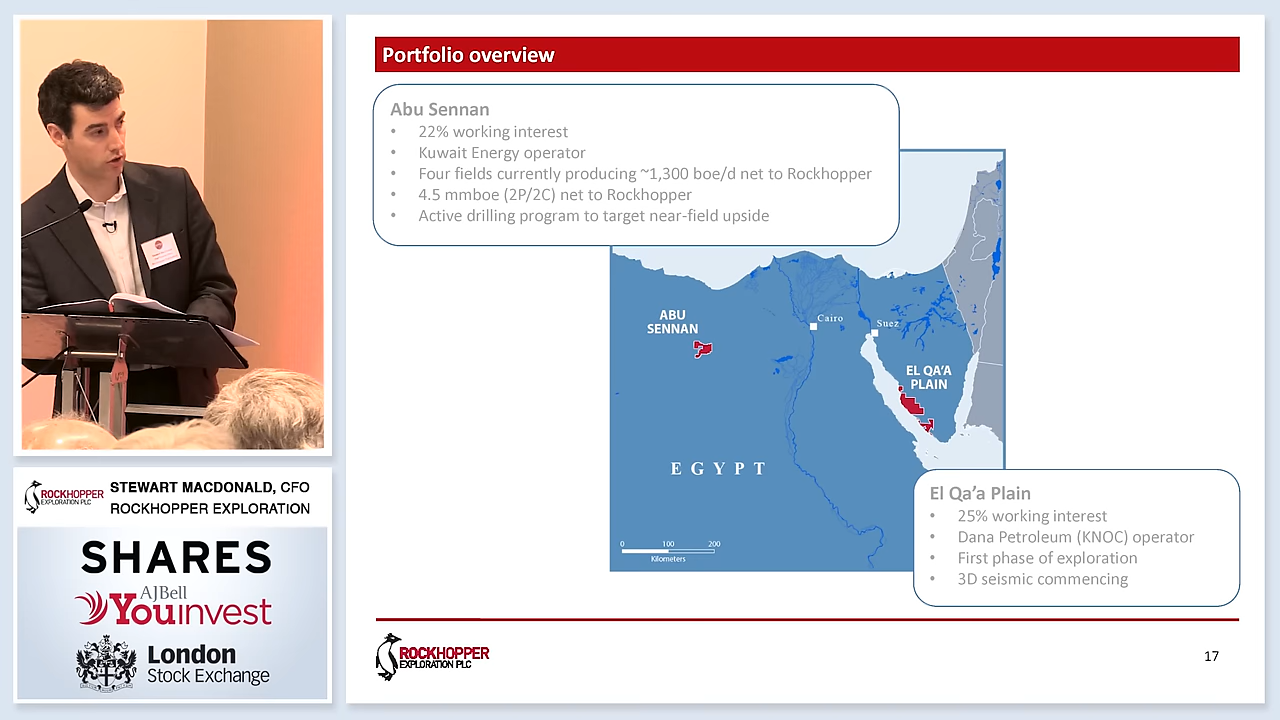 Portfolio overview
Abu Sennan
• 22% working interest
• Kuwait Energy operator
• Four fields currently producing ~1,300 boe/d net to Rockhopper
• 4.5 mmboe (2P/2C) net to Rockhopper
• Active drilling program to target near-field upside
ABU
SENNAN
Cairo
Suez
EL QA'A
PLAIN
EGYPT
0 100 200
Kilometers
El Qa'a Plain
• 25% working interest
• Dana Petroleum (KNOC) operator
• First phase of exploration
• 3D seismic commencing
ROCKHOPPER
EXPLORATION PLC
17
ROCKHOPPER
EXPLORATION PLC
STEWART MACDONALD, CFO
ROCKHOPPER EXPLORATION
SHARES
AJBell
Youinvest
London
Stock Exchange